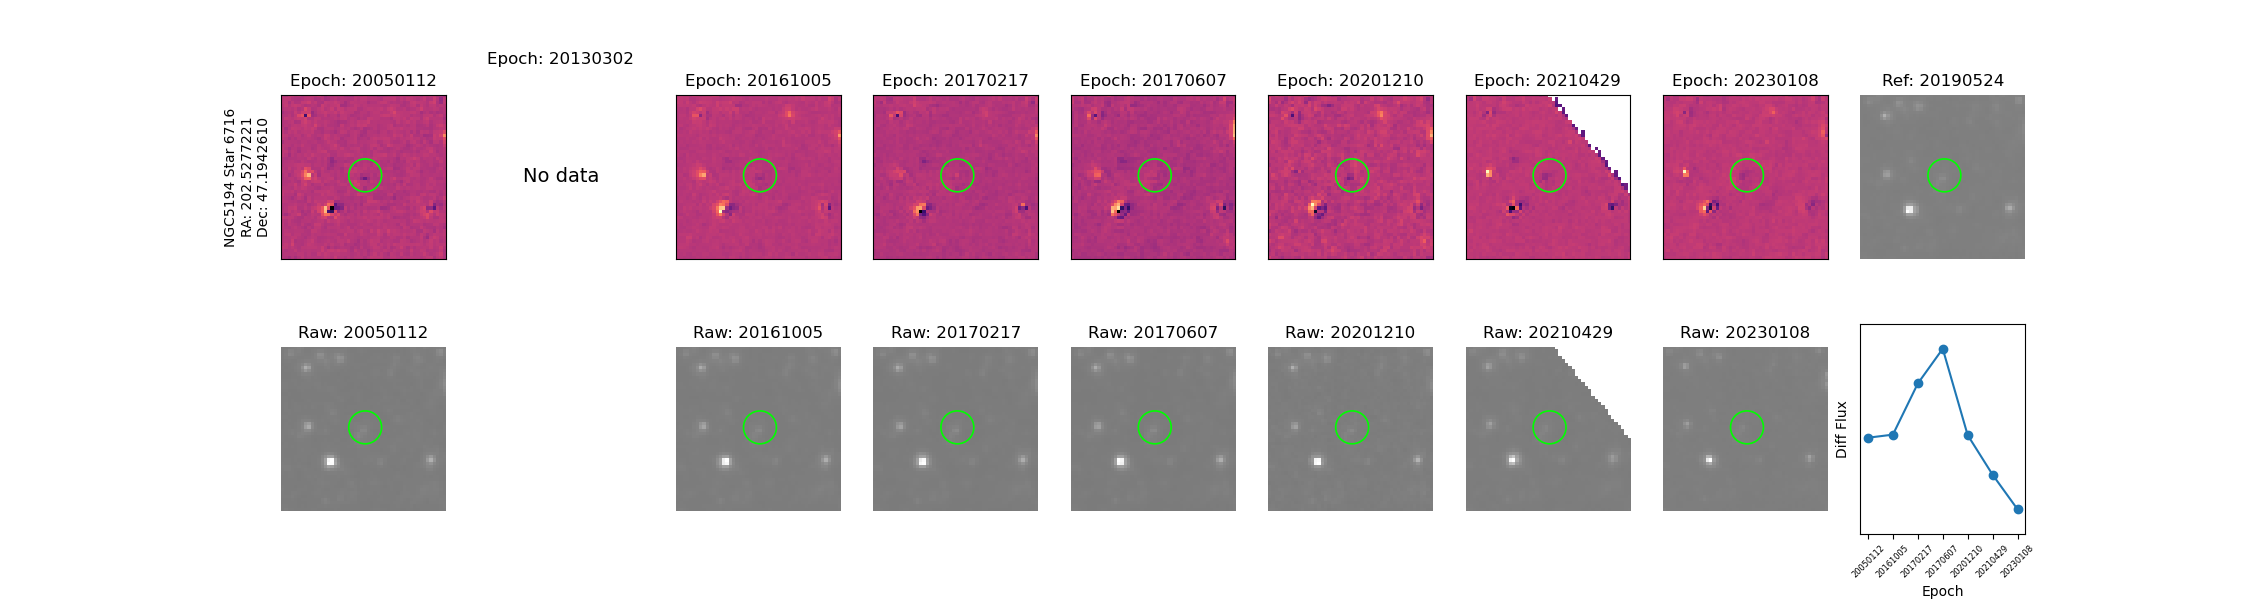 NGC5194 Star 6716
RA: 202.5277221
Dec: 47.1942610
Epoch: 20050112
Epoch: 20130302
No data
Epoch: 20161005
Epoch: 20170217
Epoch: 20170607
Epoch: 20201210
Epoch: 20210429
Epoch: 20230108
Ref: 20190524
Raw: 20050112
Raw: 20161005
Raw: 20170217
Raw: 20170607
Raw: 20201210
Raw: 20210429
Raw: 20230108
Diff Flux
20050112
20161005
20170217
20170607
20201210
20210429
20230108
Epoch